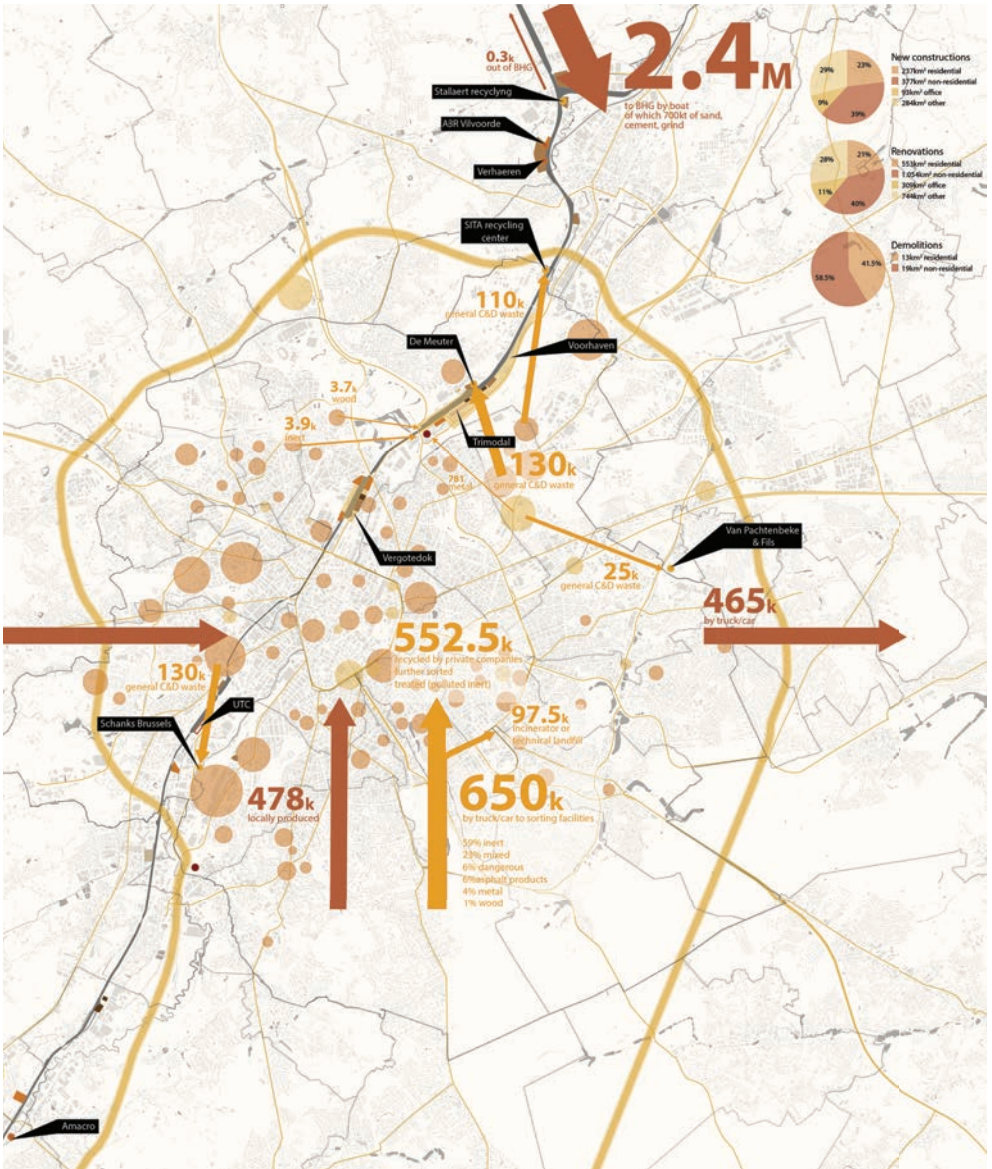 0.3k
out of BHG
2.4M
to BHG by boat
of which 700kt of sand,
cement, grind
Stallaert recyclyng
ABR Vilvoorde
Verhaeren
SITA recycling
center
New constructions
29%
23%
9%
39%
237km² residential
377km² non-residential
93km² office
284km² other
Renovations
28%
21%
11%
40%
553km² residential
1.054km² non-residential
309km² office
744km² other
Demolitions
58.5%
41.5%
13km² residential
19km² non-residential
110k
general C&D waste
De Meuter
Voorhaven
3.7k
wood
3.9k
inert
Trimodal
781
metal
130k
general C&D waste
Vergotedok
Van Pachtenbeke
& Fils
25k
general C&D waste
465k
by truck/car
552.5k
recycled by private companies
further sorted
treated (polluted inert)
130k
general C&D waste
UTC
Schanks Brussels
97.5k
incinerator or
technical landfill
478k
locally produced
650k
by truck/car to sorting facilities
59% inert
23% mixed
6% dangerous
6%asphalt products
4% metal
1% wood
Amacro